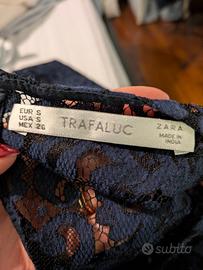 EUR S
USA S
MEX 26
TRAFALUC
ZARA
MADE IN
INDIA
subito